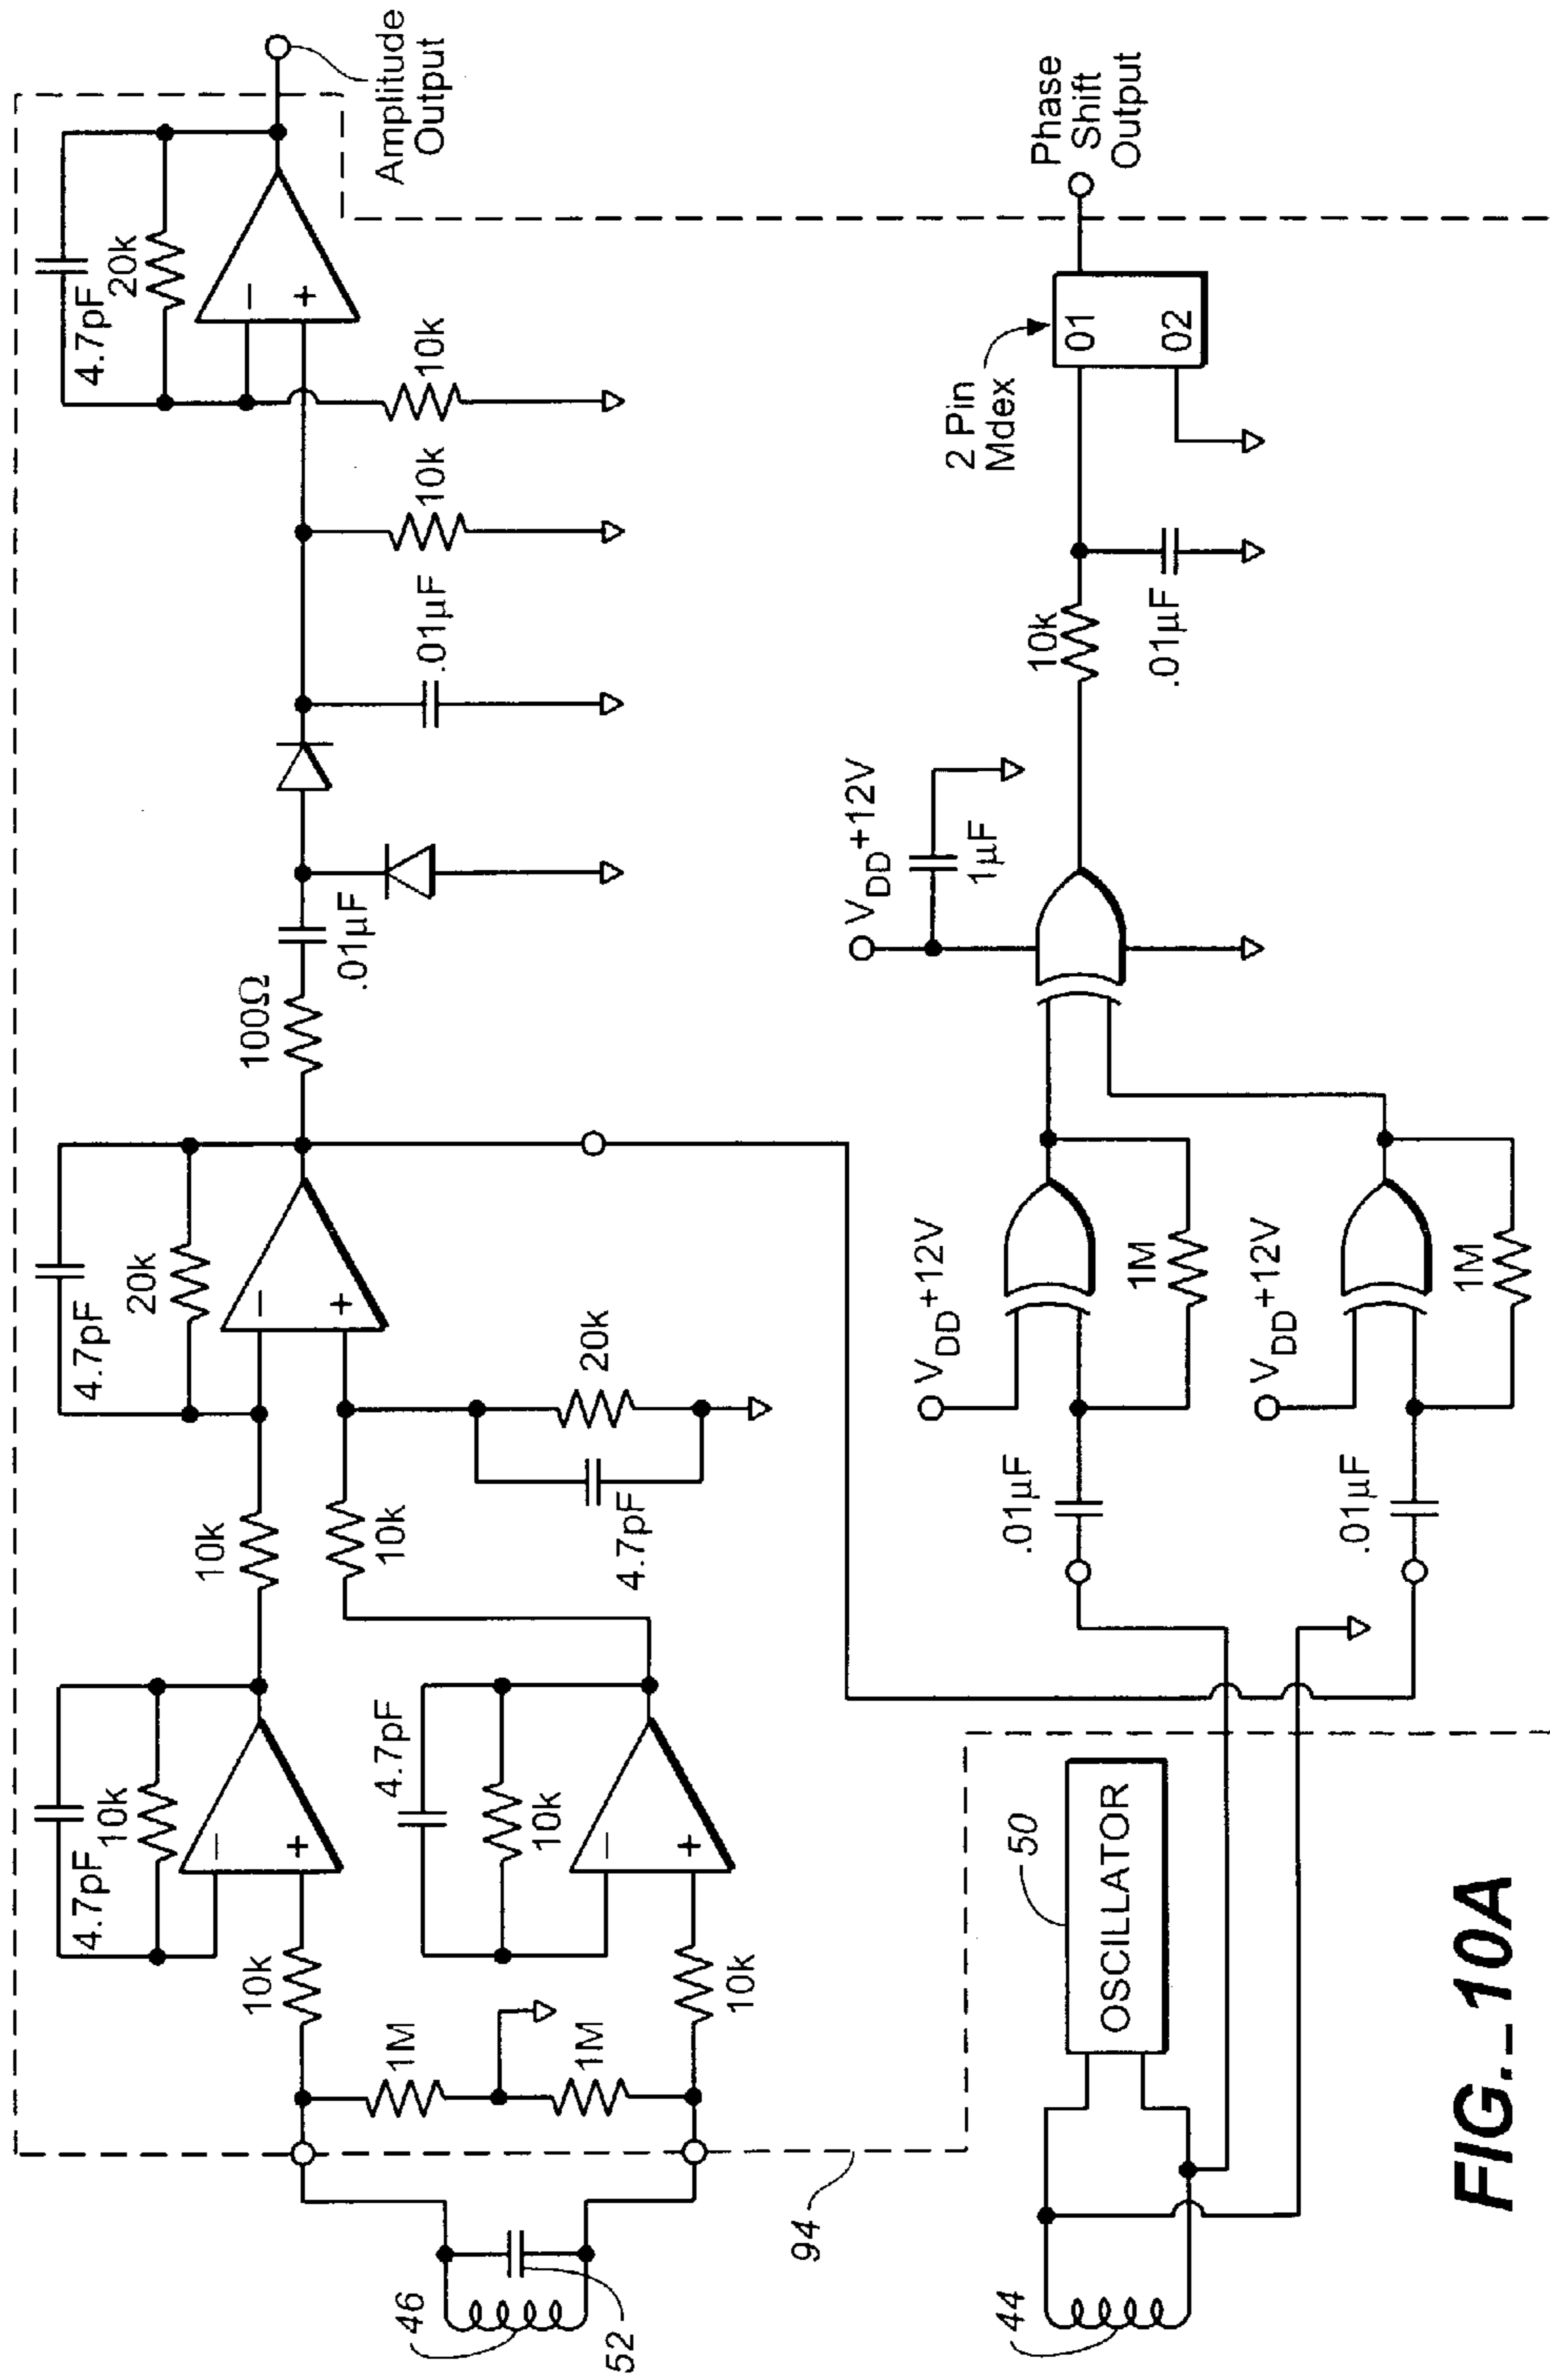 4.7pF
10k
10k
1M
1M
10k
4.7pF
10k
10k
10k
4.7pF
20k
4.7pF
20k
100Ω
.01µF
.01µF
10k
10k
4.7pF
20k
Amplitude
Output
46
52
94
44
50
OSCILLATOR
.01µF
VDD+12V
1M
.01µF
VDD+12V
1M
VDD+12V
1µF
10k
.01µF
2 Pin
Mdex
01
02
Phase
Shift
Output
FIG._10A